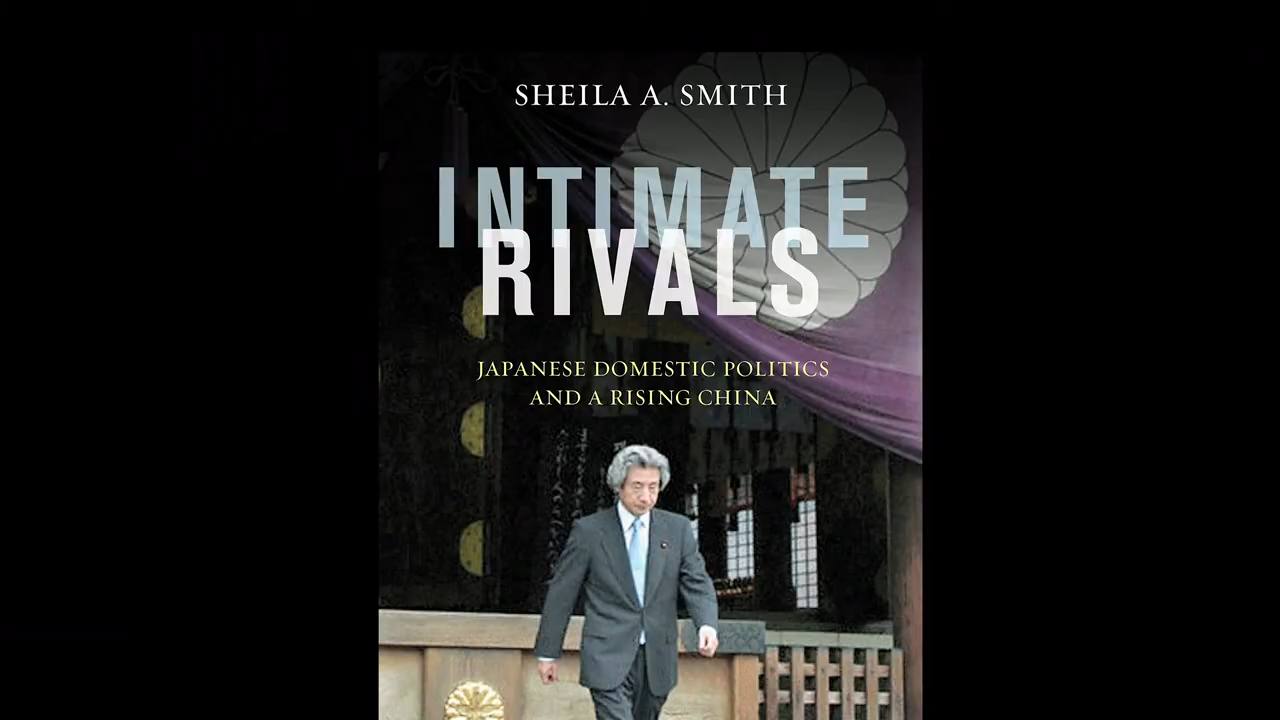 SHEILA A. SMITH
INTIMATE
RIVALS
JAPANESE DOMESTIC POLITICS
AND A RISING CHINA